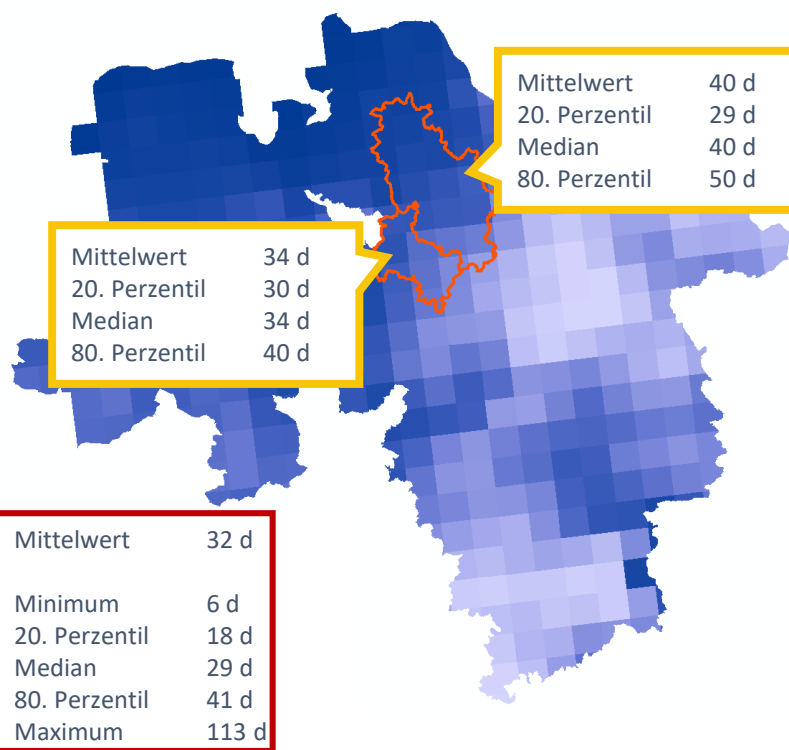 Mittelwert 40 d
20. Perzentil 29 d
Median 40 d
80. Perzentil 50 d
Mittelwert 34 d
20. Perzentil 30 d
Median 34 d
80. Perzentil 40 d
Mittelwert 32 d
Minimum 6 d
20. Perzentil 18 d
Median 29 d
80. Perzentil 41 d
Maximum 113 d